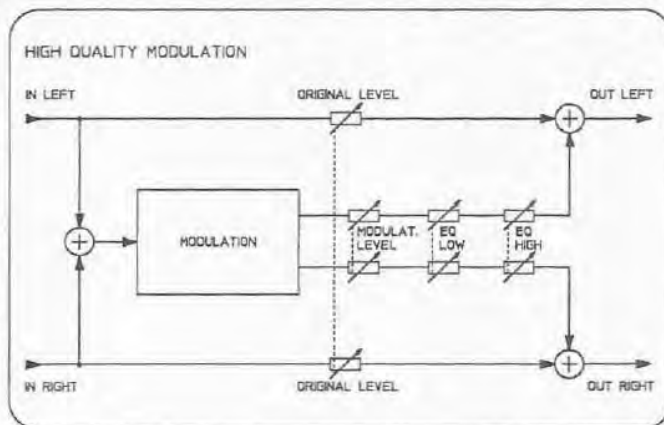 HIGH QUALITY MODULATION
IN LEFT
ORIGINAL LEVEL
OUT LEFT
MODULATION
MODULAT.
LEVEL
EQ
LOW
EQ
HIGH
IN RIGHT
ORIGINAL LEVEL
OUT RIGHT